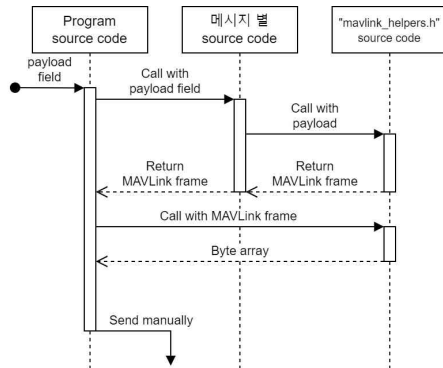 Program
source code
메시지 별
source code
"mavlink_helpers.h"
source code
payload
field
Call with
payload field
Call with
payload
Return
MAVLink frame
Return
MAVLink frame
Call with MAVLink frame
Byte array
Send manually